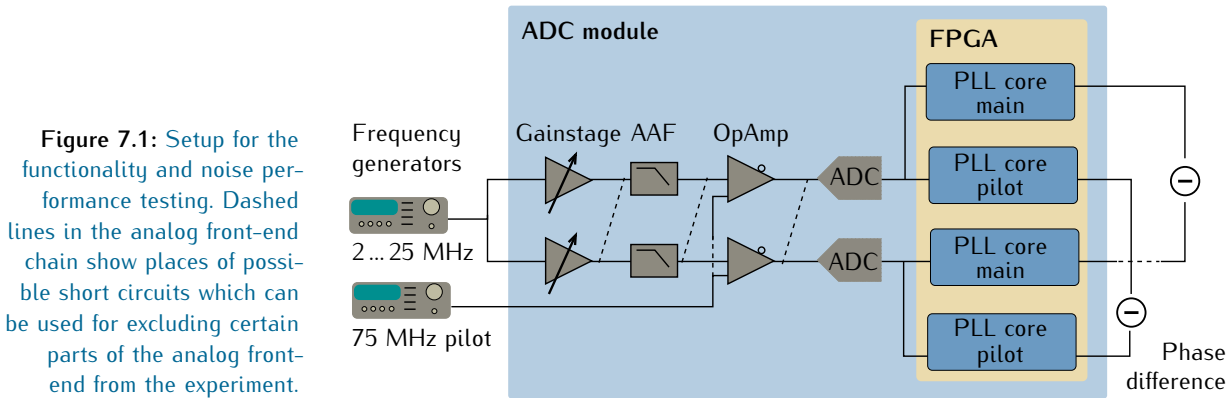 Figure 7.1: Setup for the
functionality and noise per-
formance testing. Dashed
lines in the analog front-end
chain show places of possi-
ble short circuits which can
be used for excluding certain
parts of the analog front-
end from the experiment.
ADC module
FPGA
Frequency
generators
Gainstage
AAF
OpAmp
2 ... 25 MHz
75 MHz pilot
ADC
ADC
PLL core
main
PLL core
pilot
PLL core
main
PLL core
pilot
Phase
difference